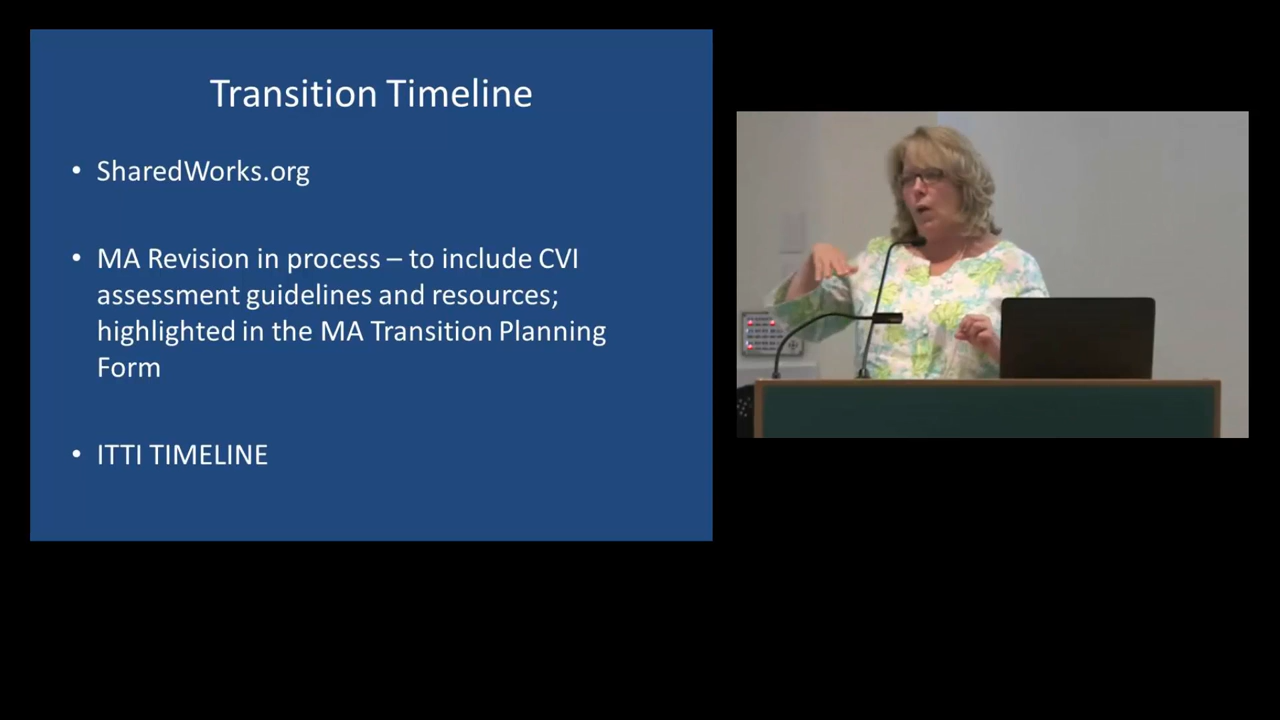 Transition Timeline
• SharedWorks.org
• MA Revision in process – to include CVI
assessment guidelines and resources;
highlighted in the MA Transition Planning
Form
• ITTI TIMELINE